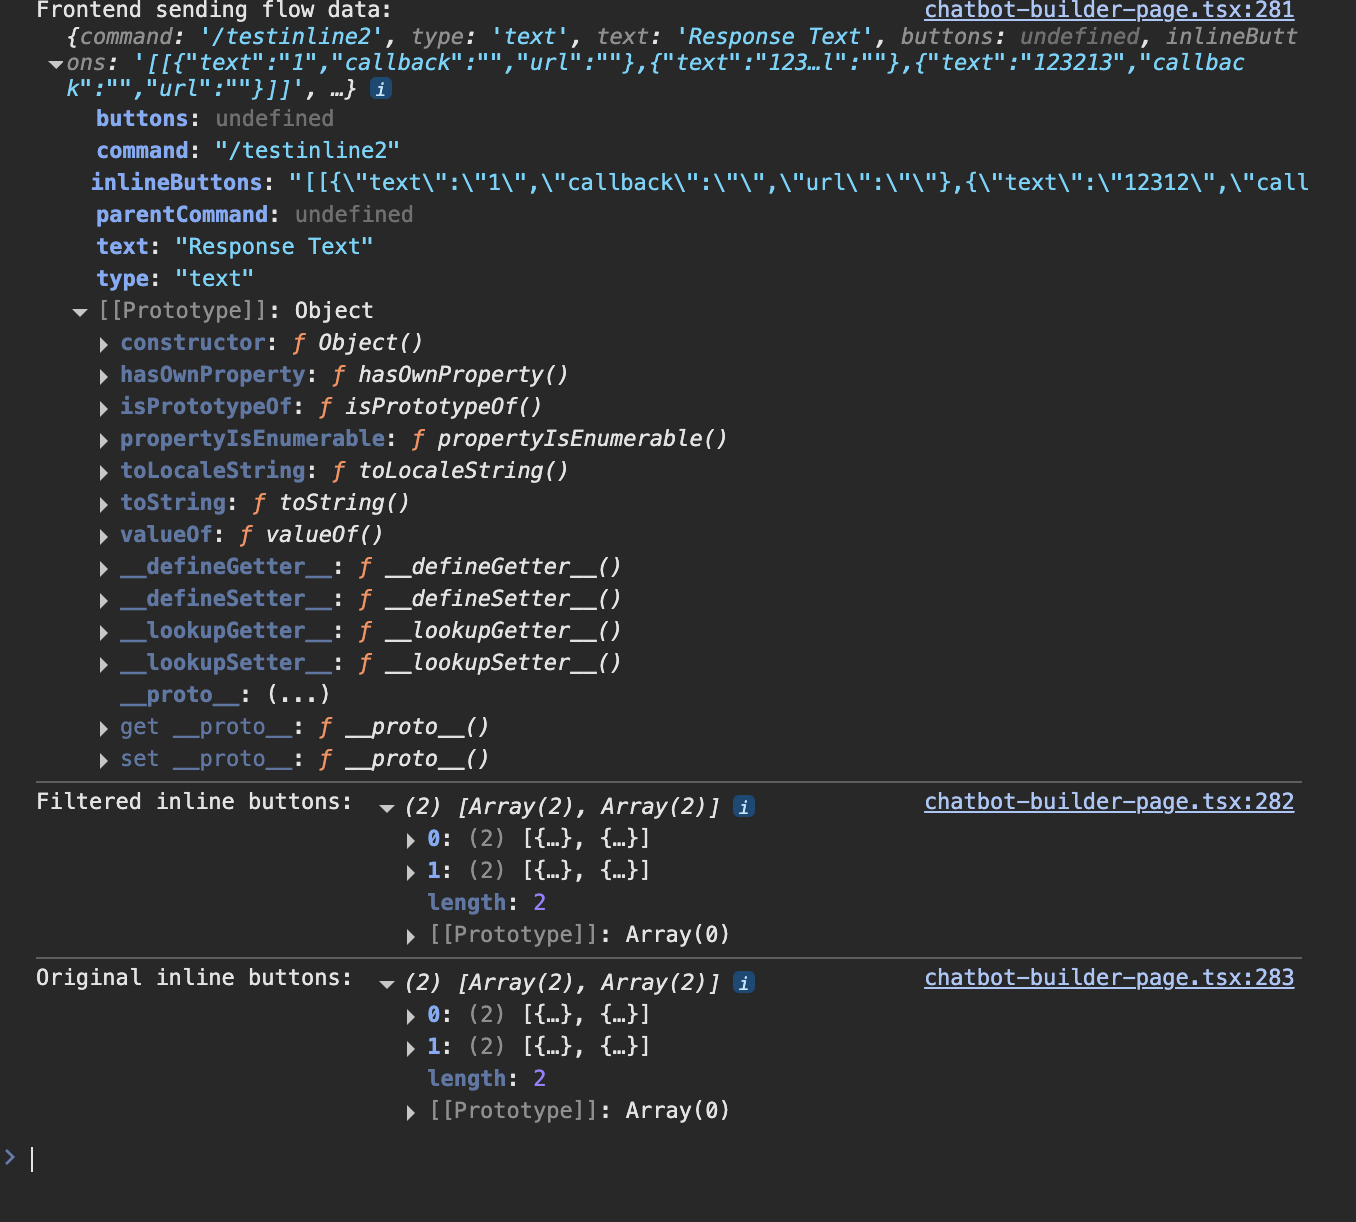 Frontend sending flow data: chatbot-builder-page.tsx:281
{command: '/testinline2', type: 'text', text: 'Response Text', buttons: undefined, inlineButt
ons: '[[{"text":"1","callback":"","url":""},{"text":"123…l":""},{"text":"123213","callbac
k":"","url":""}]]', …} i
buttons: undefined
command: "/testinline2"
inlineButtons: "[[{\"text\":\"1\",\"callback\":\"\",\"url\":\"\"},{\"text\":\"12312\",\"call
parentCommand: undefined
text: "Response Text"
type: "text"
[[Prototype]]: Object
constructor: ƒ Object()
hasOwnProperty: ƒ hasOwnProperty()
isPrototypeOf: ƒ isPrototypeOf()
propertyIsEnumerable: ƒ propertyIsEnumerable()
toLocaleString: ƒ toLocaleString()
toString: ƒ toString()
valueOf: ƒ valueOf()
__defineGetter__: ƒ __defineGetter__()
__defineSetter__: ƒ __defineSetter__()
__lookupGetter__: ƒ __lookupGetter__()
__lookupSetter__: ƒ __lookupSetter__()
__proto__: (...)
get __proto__: ƒ __proto__()
set __proto__: ƒ __proto__()
Filtered inline buttons: (2) [Array(2), Array(2)] i chatbot-builder-page.tsx:282
0: (2) [{…}, {…}]
1: (2) [{…}, {…}]
length: 2
[[Prototype]]: Array(0)
Original inline buttons: (2) [Array(2), Array(2)] i chatbot-builder-page.tsx:283
0: (2) [{…}, {…}]
1: (2) [{…}, {…}]
length: 2
[[Prototype]]: Array(0)